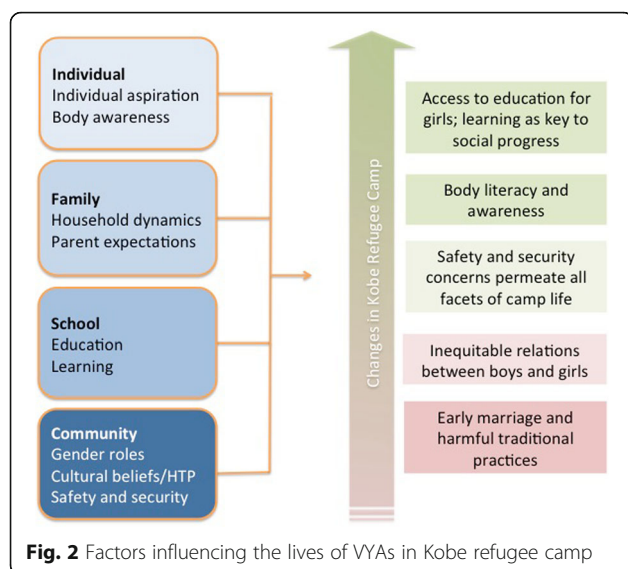 Individual
Individual aspiration
Body awareness
Family
Household dynamics
Parent expectations
School
Education
Learning
Community
Gender roles
Cultural beliefs/HTP
Safety and security
Changes in Kobe Refugee Camp
Access to education for
girls; learning as key to
social progress
Body literacy and
awareness
Safety and security
concerns permeate all
facets of camp life
Inequitable relations
between boys and girls
Early marriage and
harmful traditional
practices
Fig. 2 Factors influencing the lives of VYAs in Kobe refugee camp